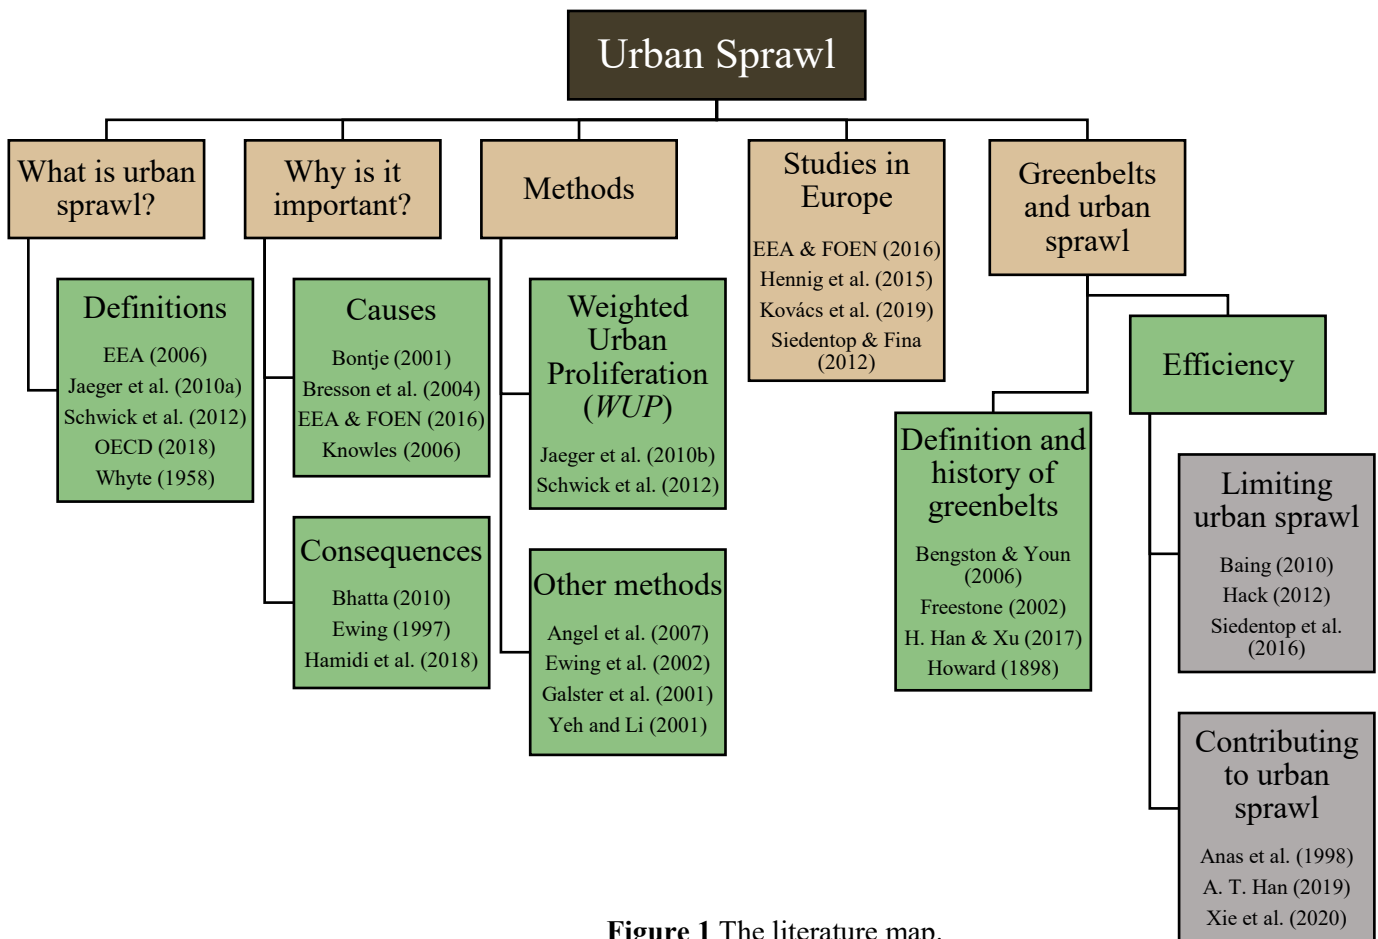 Urban Sprawl
What is urban
sprawl?
Definitions
EEA (2006)
Jaeger et al. (2010a)
Schwick et al. (2012)
OECD (2018)
Whyte (1958)
Why is it
important?
Causes
Bontje (2001)
Bresson et al. (2004)
EEA & FOEN (2016)
Knowles (2006)
Consequences
Bhatta (2010)
Ewing (1997)
Hamidi et al. (2018)
Methods
Weighted
Urban
Proliferation
(WUP)
Jaeger et al. (2010b)
Schwick et al. (2012)
Other methods
Angel et al. (2007)
Ewing et al. (2002)
Galster et al. (2001)
Yeh and Li (2001)
Studies in
Europe
EEA & FOEN (2016)
Hennig et al. (2015)
Kovács et al. (2019)
Siedentop & Fina
(2012)
Greenbelts
and urban
sprawl
Definition and
history of
greenbelts
Bengston & Youn
(2006)
Freestone (2002)
H. Han & Xu (2017)
Howard (1898)
Efficiency
Limiting
urban sprawl
Baing (2010)
Hack (2012)
Siedentop et al.
(2016)
Contributing
to urban
sprawl
Anas et al. (1998)
A. T. Han (2019)
Xie et al. (2020)
Figure 1 The literature map.